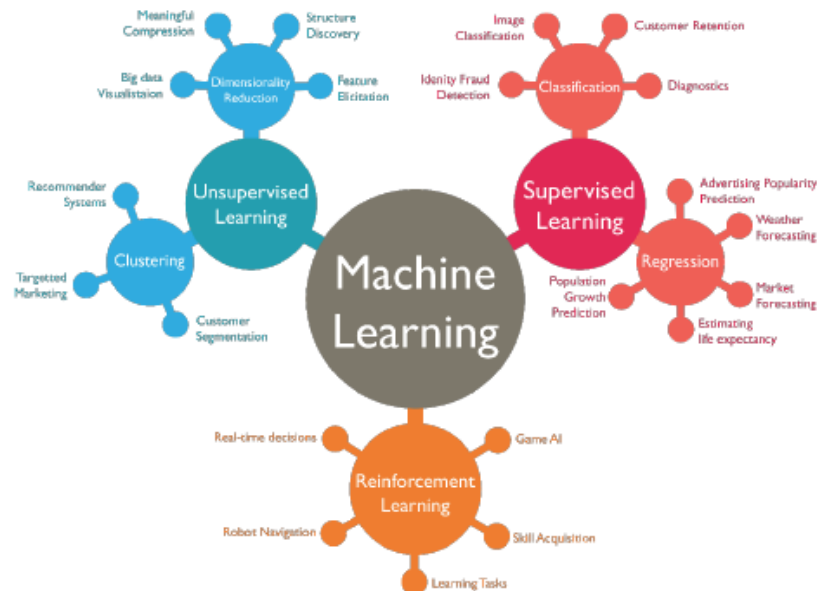 Meaningful
Compression
Structure
Discovery
Big data
Visualistaion
Dimensionality
Reduction
Feature
Elicitation
Unsupervised
Learning
Recommender
Systems
Clustering
Targetted
Marketing
Customer
Segmentation
Machine
Learning
Image
Classification
Customer Retention
Idenity Fraud
Detection
Classification
Diagnostics
Supervised
Learning
Advertising Popularity
Prediction
Weather
Forecasting
Regression
Population
Growth
Prediction
Market
Forecasting
Estimating
life expectancy
Real-time decisions
Game AI
Reinforcement
Learning
Robot Navigation
Skill Acquisition
Learning Tasks